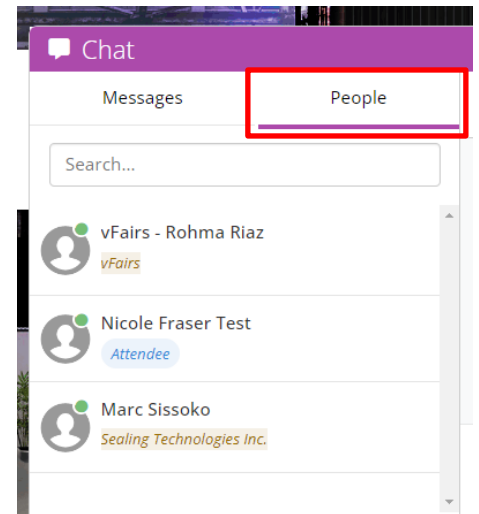 Chat
Messages People
Search...
vFairs - Rohma Riaz
vFairs
Nicole Fraser Test
Attendee
Marc Sissoko
Sealing Technologies Inc.